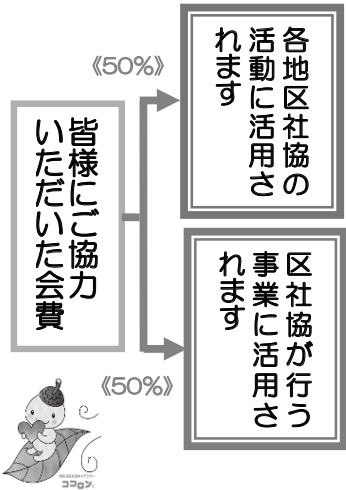 皆様にご協力
いただいた会費
《50%》
各地区社協の
活動に活用さ
れます
《50%》
区社協が行う
事業に活用さ
れます
ココロン